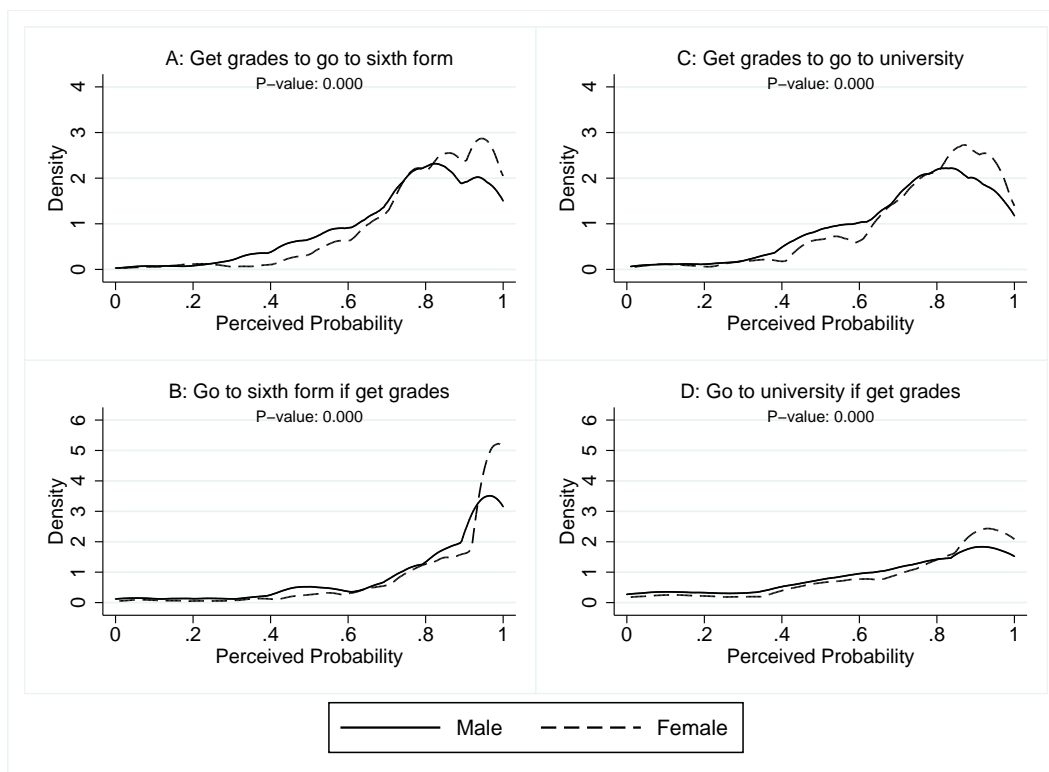 A: Get grades to go to sixth form
P−value: 0.000
4
3
2
1
0
Density
0 .2 .4 .6 .8 1
Perceived Probability
C: Get grades to go to university
P−value: 0.000
4
3
2
1
0
Density
0 .2 .4 .6 .8 1
Perceived Probability
B: Go to sixth form if get grades
P−value: 0.000
6
5
4
3
2
1
0
Density
0 .2 .4 .6 .8 1
Perceived Probability
D: Go to university if get grades
P−value: 0.000
6
5
4
3
2
1
0
Density
0 .2 .4 .6 .8 1
Perceived Probability
Male Female